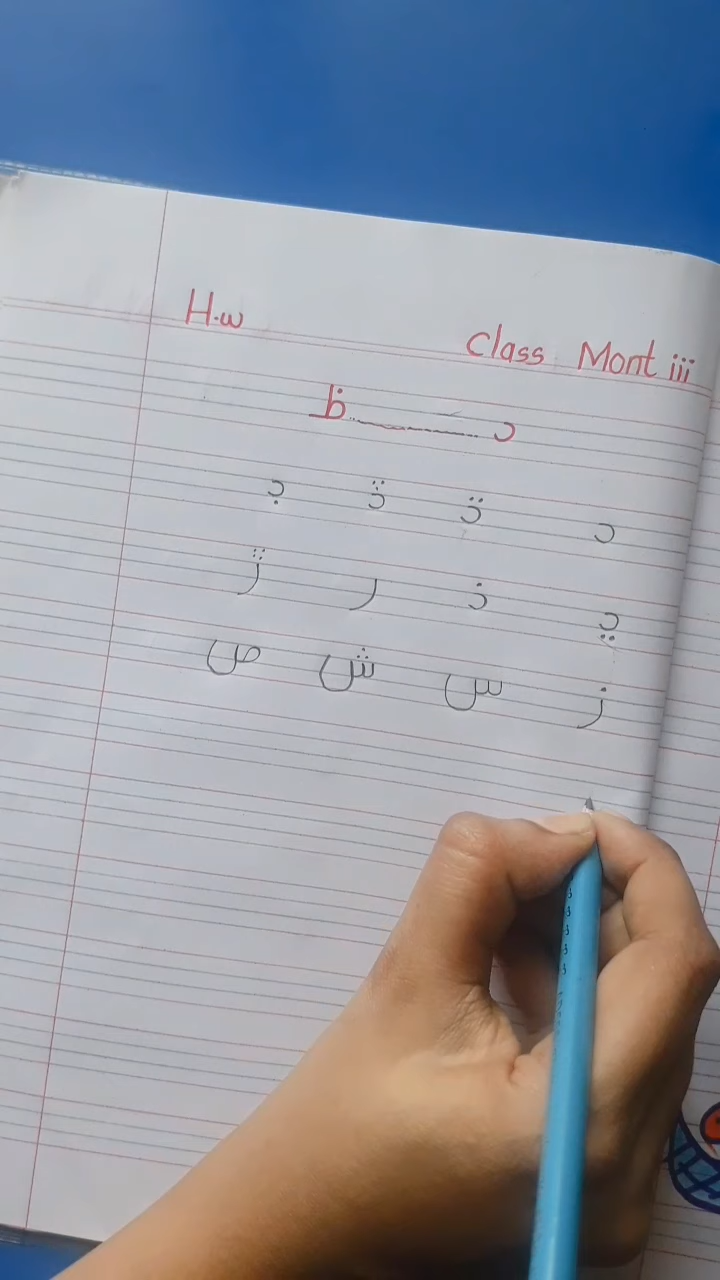 H.w
Class Mont iii
د ........ ظ
د ڌ ڏ ڊ
ڍ ذ ر ڙ
ز س ش ص